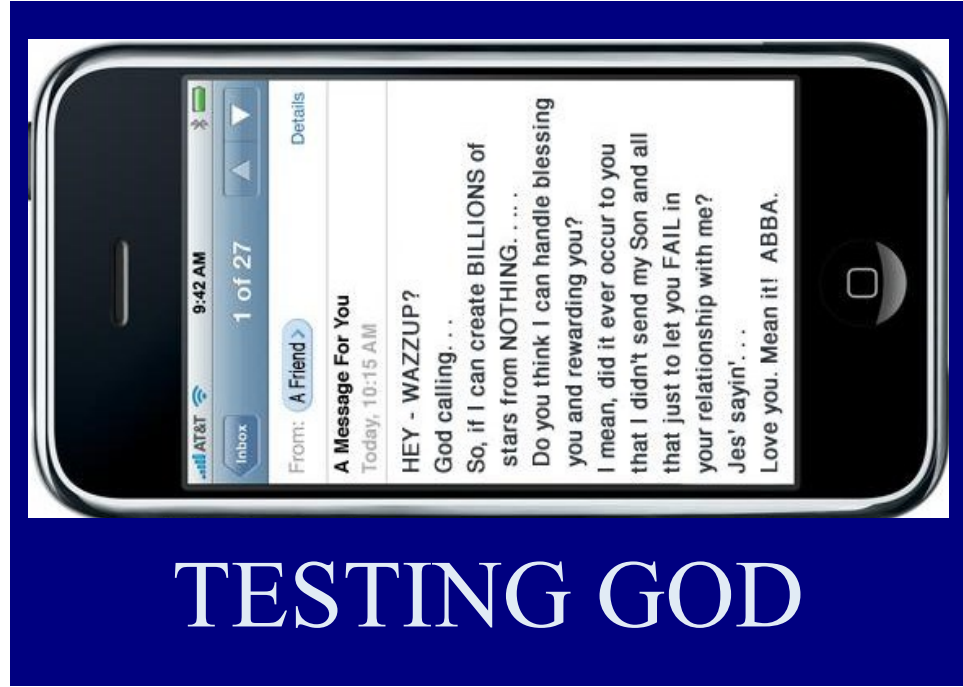 AT&T 9:42 AM
Inbox 1 of 27
From: A Friend > Details
A Message For You
Today, 10:15 AM
HEY - WAZZUP?
God calling. . .
So, if I can create BILLIONS of
stars from NOTHING. . .. . .
Do you think I can handle blessing
you and rewarding you?
I mean, did it ever occur to you
that I didn't send my Son and all
that just to let you FAIL in
your relationship with me?
Jes' sayin'. . .
Love you. Mean it! ABBA.
TESTING GOD